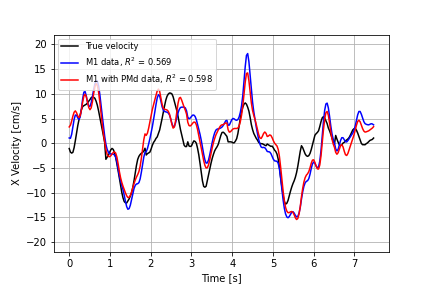 True velocity
M1 data, R² = 0.569
M1 with PMd data, R² = 0.598
X Velocity [cm/s]
20
15
10
5
0
−5
−10
−15
−20
0 1 2 3 4 5 6 7
Time [s]